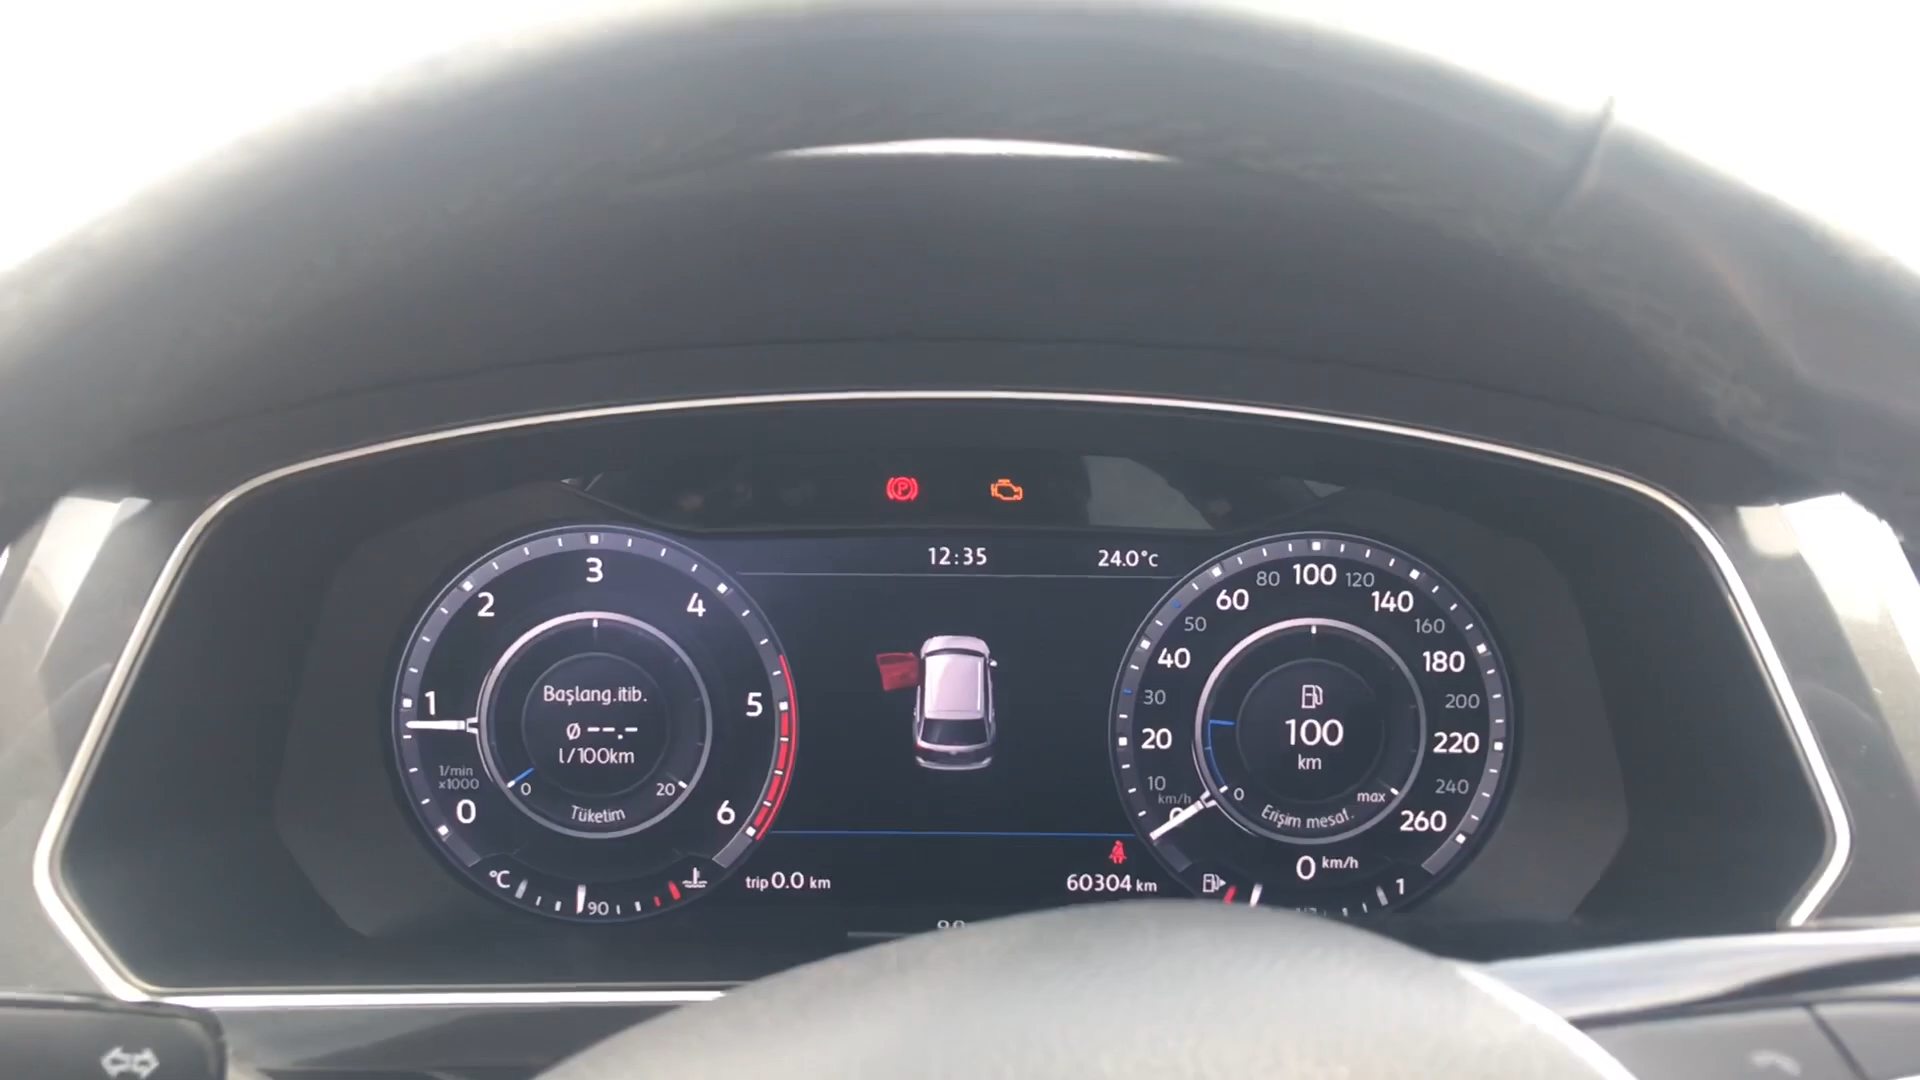 12:35
24.0°C
0
1
2
3
4
5
6
1/min
x1000
Başlang.itib.
Ø --.-
l/100km
0
20
Tüketim
°C
90
trip 0.0 km
60304 km
0
10
20
30
40
50
60
80
100
120
140
160
180
200
220
240
260
km/h
100
km
0
max
Erişim mesaf.
0 km/h
1
P